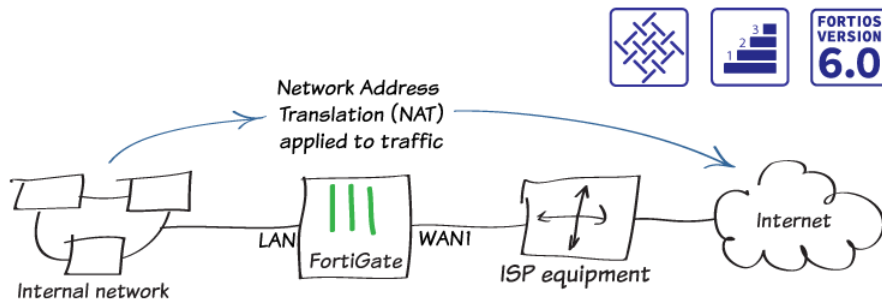 3
2
1
FORTIOS
VERSION
6.0
Network Address
Translation (NAT)
applied to traffic
LAN
WAN1
FortiGate
ISP equipment
Internet
Internal network